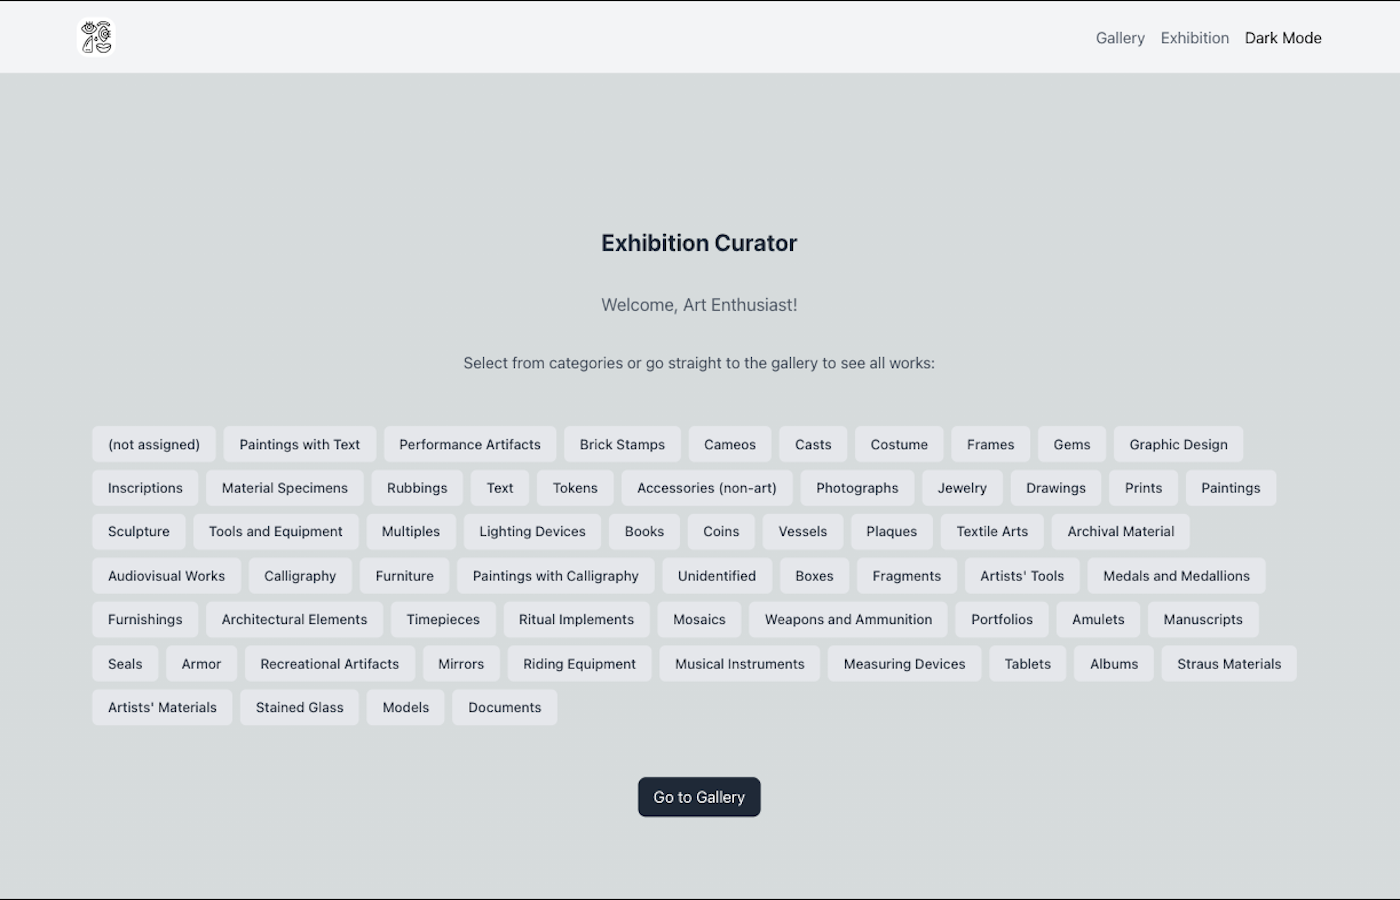 Gallery Exhibition Dark Mode
Exhibition Curator
Welcome, Art Enthusiast!
Select from categories or go straight to the gallery to see all works:
(not assigned) Paintings with Text Performance Artifacts Brick Stamps Cameos Casts Costume Frames Gems Graphic Design
Inscriptions Material Specimens Rubbings Text Tokens Accessories (non-art) Photographs Jewelry Drawings Prints Paintings
Sculpture Tools and Equipment Multiples Lighting Devices Books Coins Vessels Plaques Textile Arts Archival Material
Audiovisual Works Calligraphy Furniture Paintings with Calligraphy Unidentified Boxes Fragments Artists' Tools Medals and Medallions
Furnishings Architectural Elements Timepieces Ritual Implements Mosaics Weapons and Ammunition Portfolios Amulets Manuscripts
Seals Armor Recreational Artifacts Mirrors Riding Equipment Musical Instruments Measuring Devices Tablets Albums Straus Materials
Artists' Materials Stained Glass Models Documents
Go to Gallery